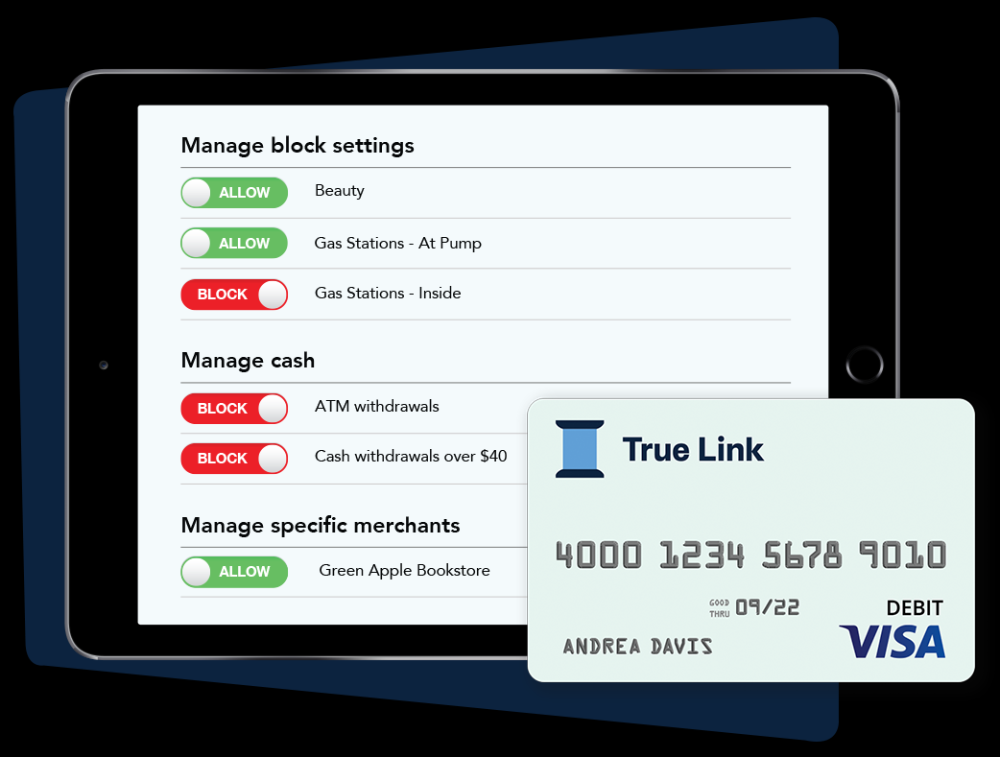 Manage block settings
ALLOW Beauty
ALLOW Gas Stations - At Pump
BLOCK Gas Stations - Inside
Manage cash
BLOCK ATM withdrawals
BLOCK Cash withdrawals over $40
Manage specific merchants
ALLOW Green Apple Bookstore
True Link
4000 1234 5678 9010
GOOD THRU 09/22
DEBIT
ANDREA DAVIS
VISA